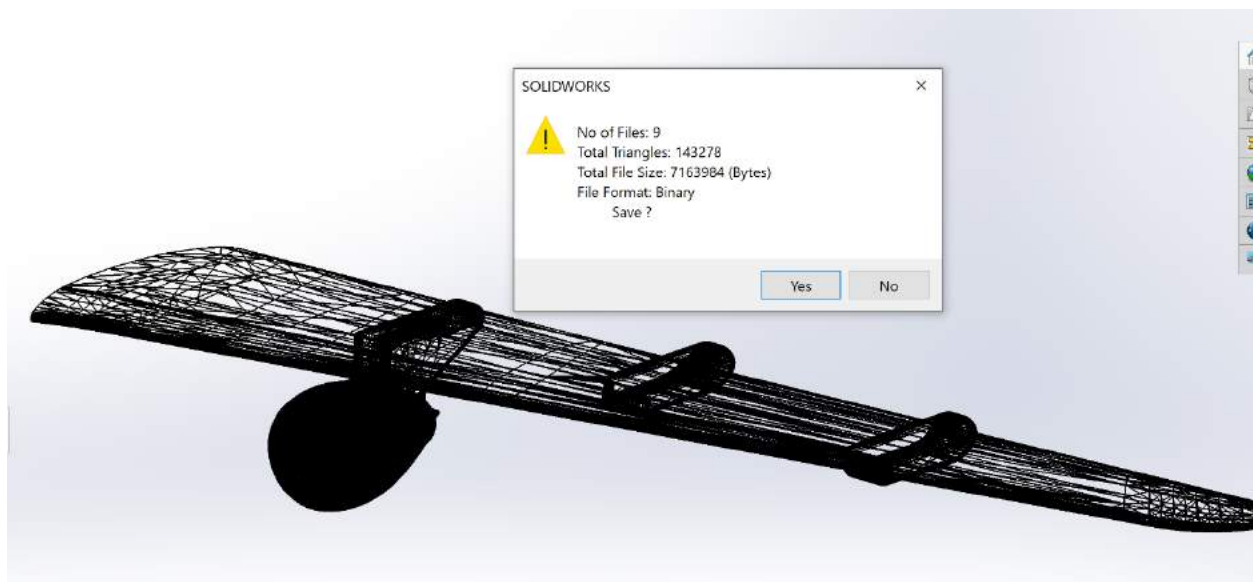 SOLIDWORKS
No of Files: 9
Total Triangles: 143278
Total File Size: 7163984 (Bytes)
File Format: Binary
Save ?
Yes
No